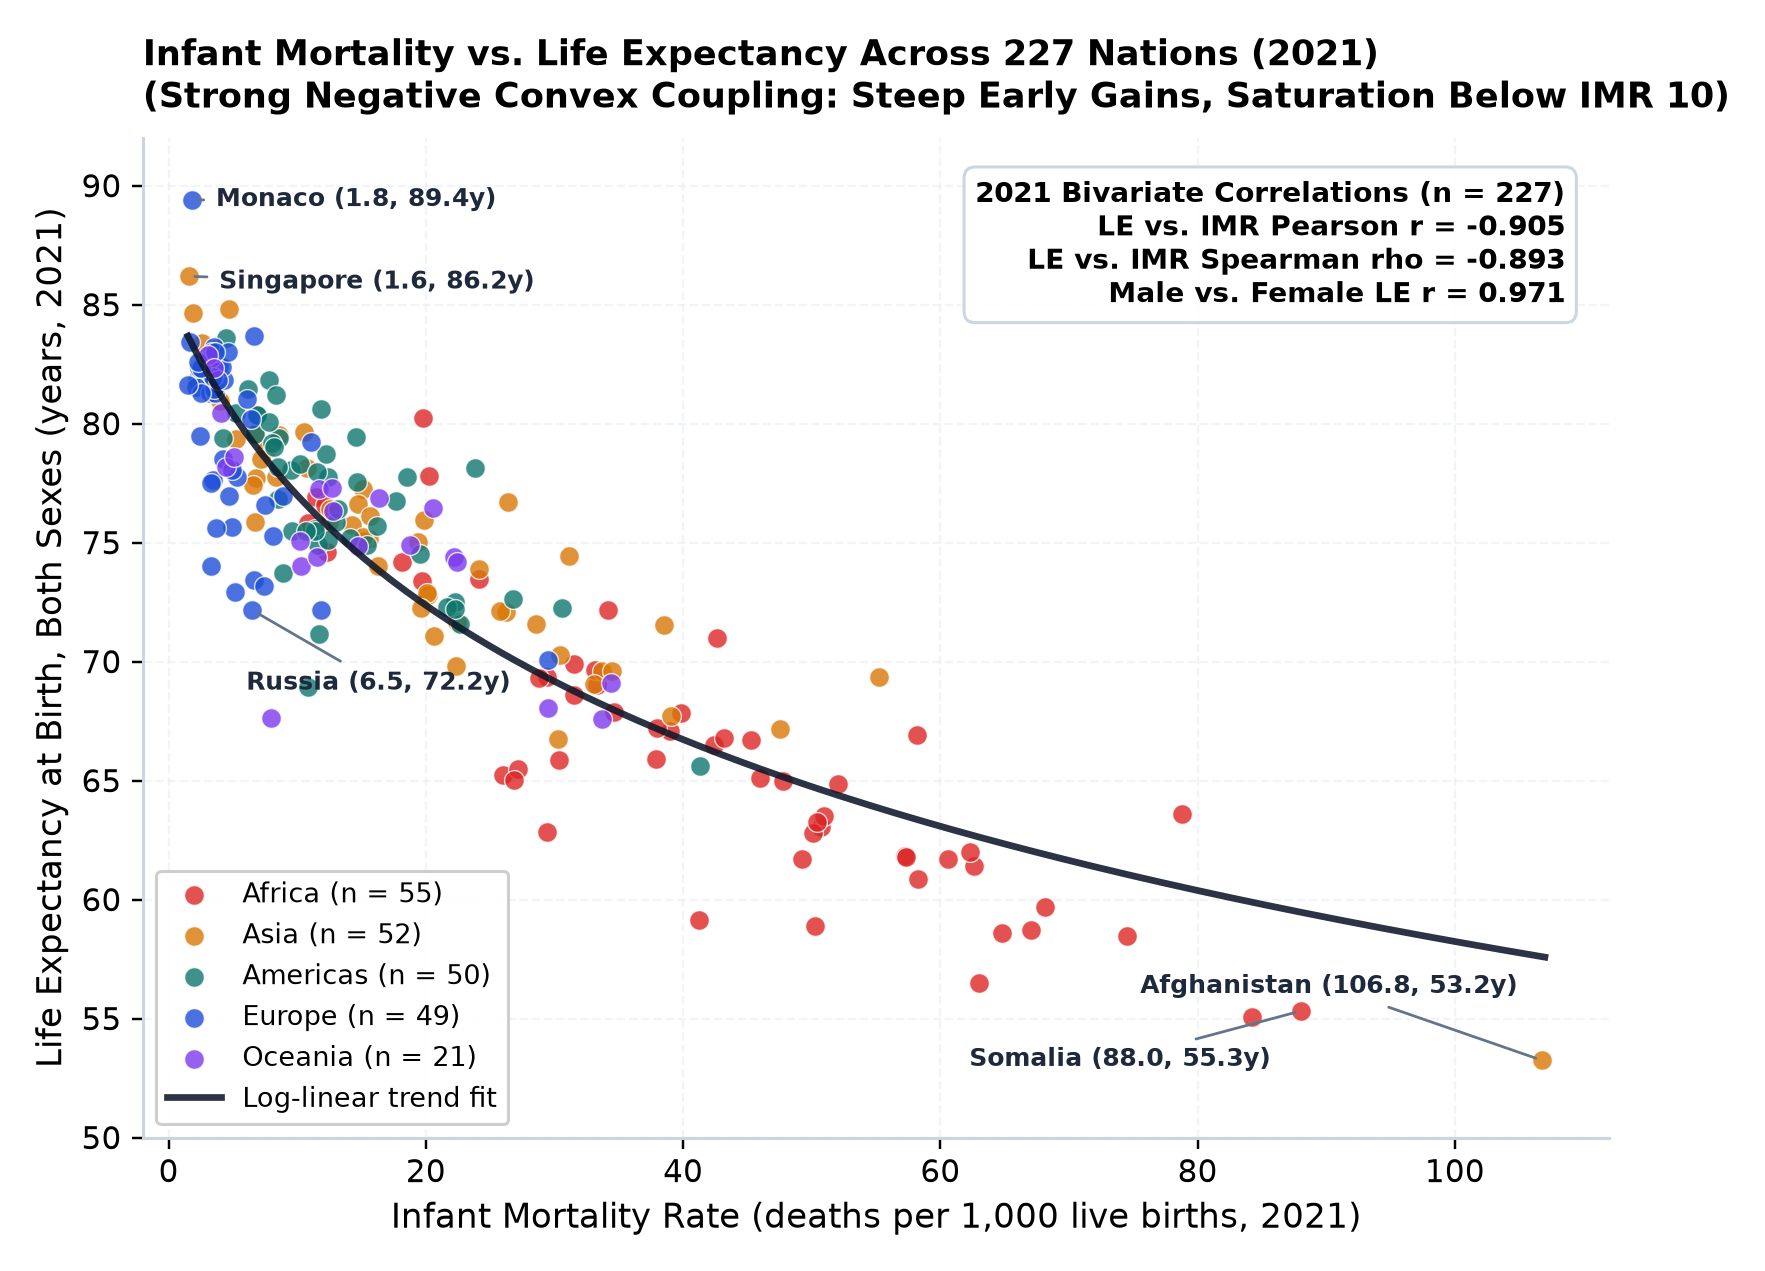 Infant Mortality vs. Life Expectancy Across 227 Nations (2021)
(Strong Negative Convex Coupling: Steep Early Gains, Saturation Below IMR 10)
Life Expectancy at Birth, Both Sexes (years, 2021)
90
85
80
75
70
65
60
55
50
Monaco (1.8, 89.4y)
Singapore (1.6, 86.2y)
2021 Bivariate Correlations (n = 227)
LE vs. IMR Pearson r = -0.905
LE vs. IMR Spearman rho = -0.893
Male vs. Female LE r = 0.971
Russia (6.5, 72.2y)
Afghanistan (106.8, 53.2y)
Somalia (88.0, 55.3y)
Africa (n = 55)
Asia (n = 52)
Americas (n = 50)
Europe (n = 49)
Oceania (n = 21)
Log-linear trend fit
0
20
40
60
80
100
Infant Mortality Rate (deaths per 1,000 live births, 2021)